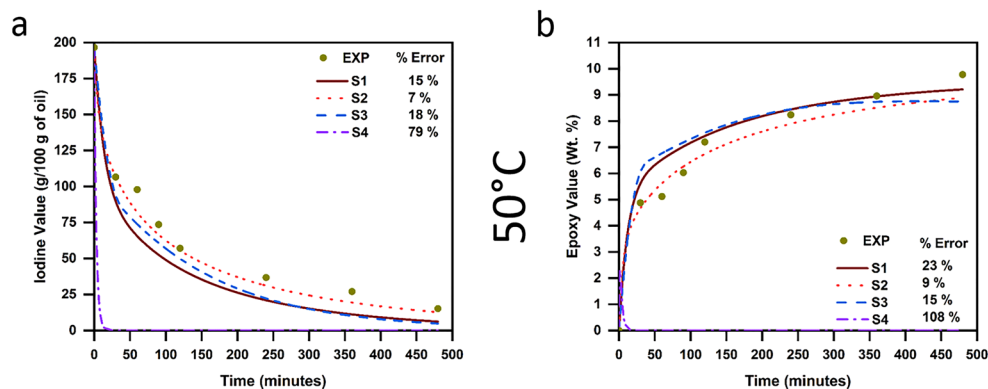 a
Iodine Value (g/100 g of oil)
200
175
150
125
100
75
50
25
0
EXP % Error
S1 15 %
S2 7 %
S3 18 %
S4 79 %
0 50 100 150 200 250 300 350 400 450 500
Time (minutes)
50°C
b
Epoxy Value (Wt. %)
11
10
9
8
7
6
5
4
3
2
1
0
EXP % Error
S1 23 %
S2 9 %
S3 15 %
S4 108 %
0 50 100 150 200 250 300 350 400 450 500
Time (minutes)